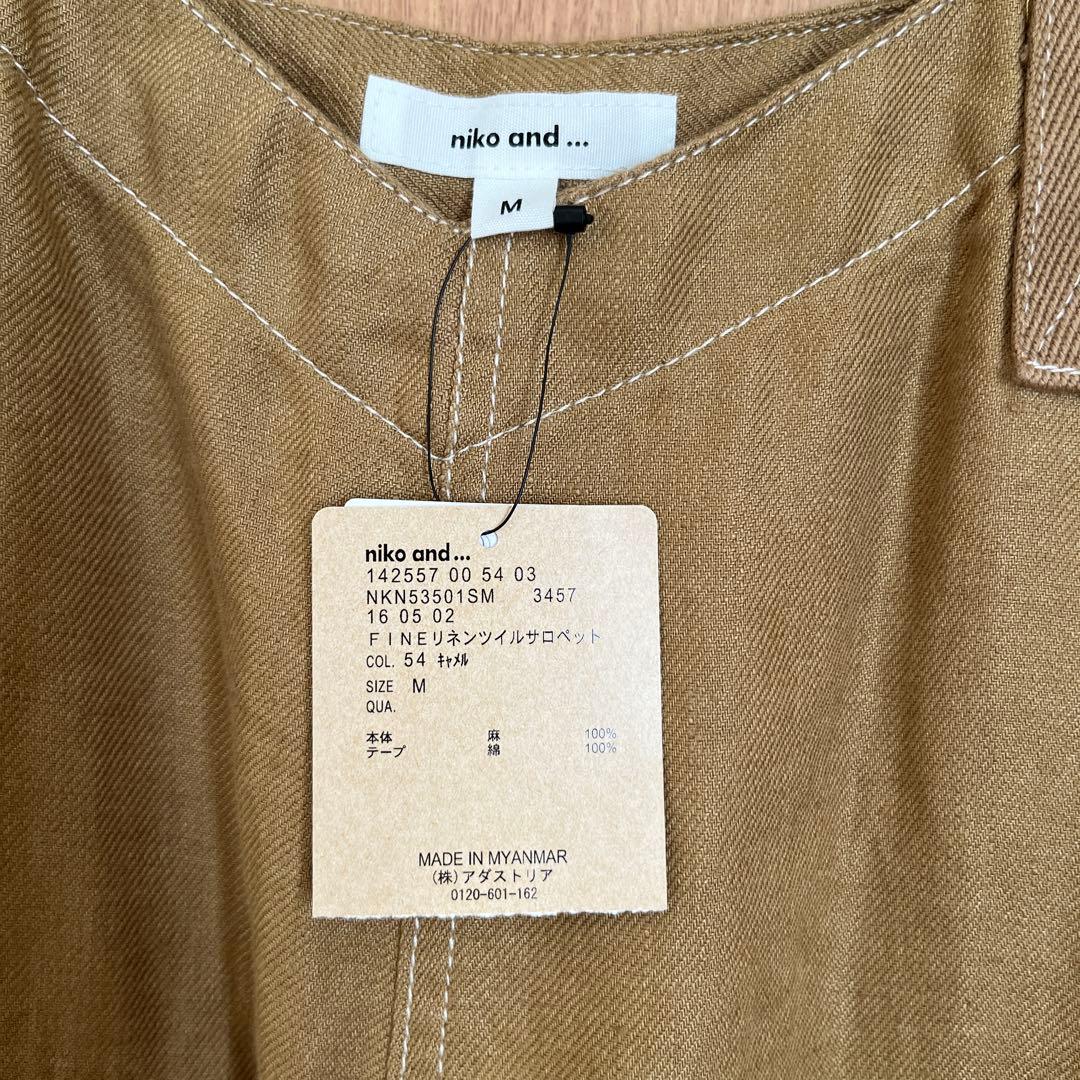 niko and ...
M
niko and ...
142557 00 54 03
NKN53501SM 3457
16 05 02
ＦＩＮＥリネンツイルサロペット
COL. 54 ｷｬﾒﾙ
SIZE M
QUA.
本体 麻 100%
テープ 綿 100%
MADE IN MYANMAR
(株)アダストリア
0120-601-162